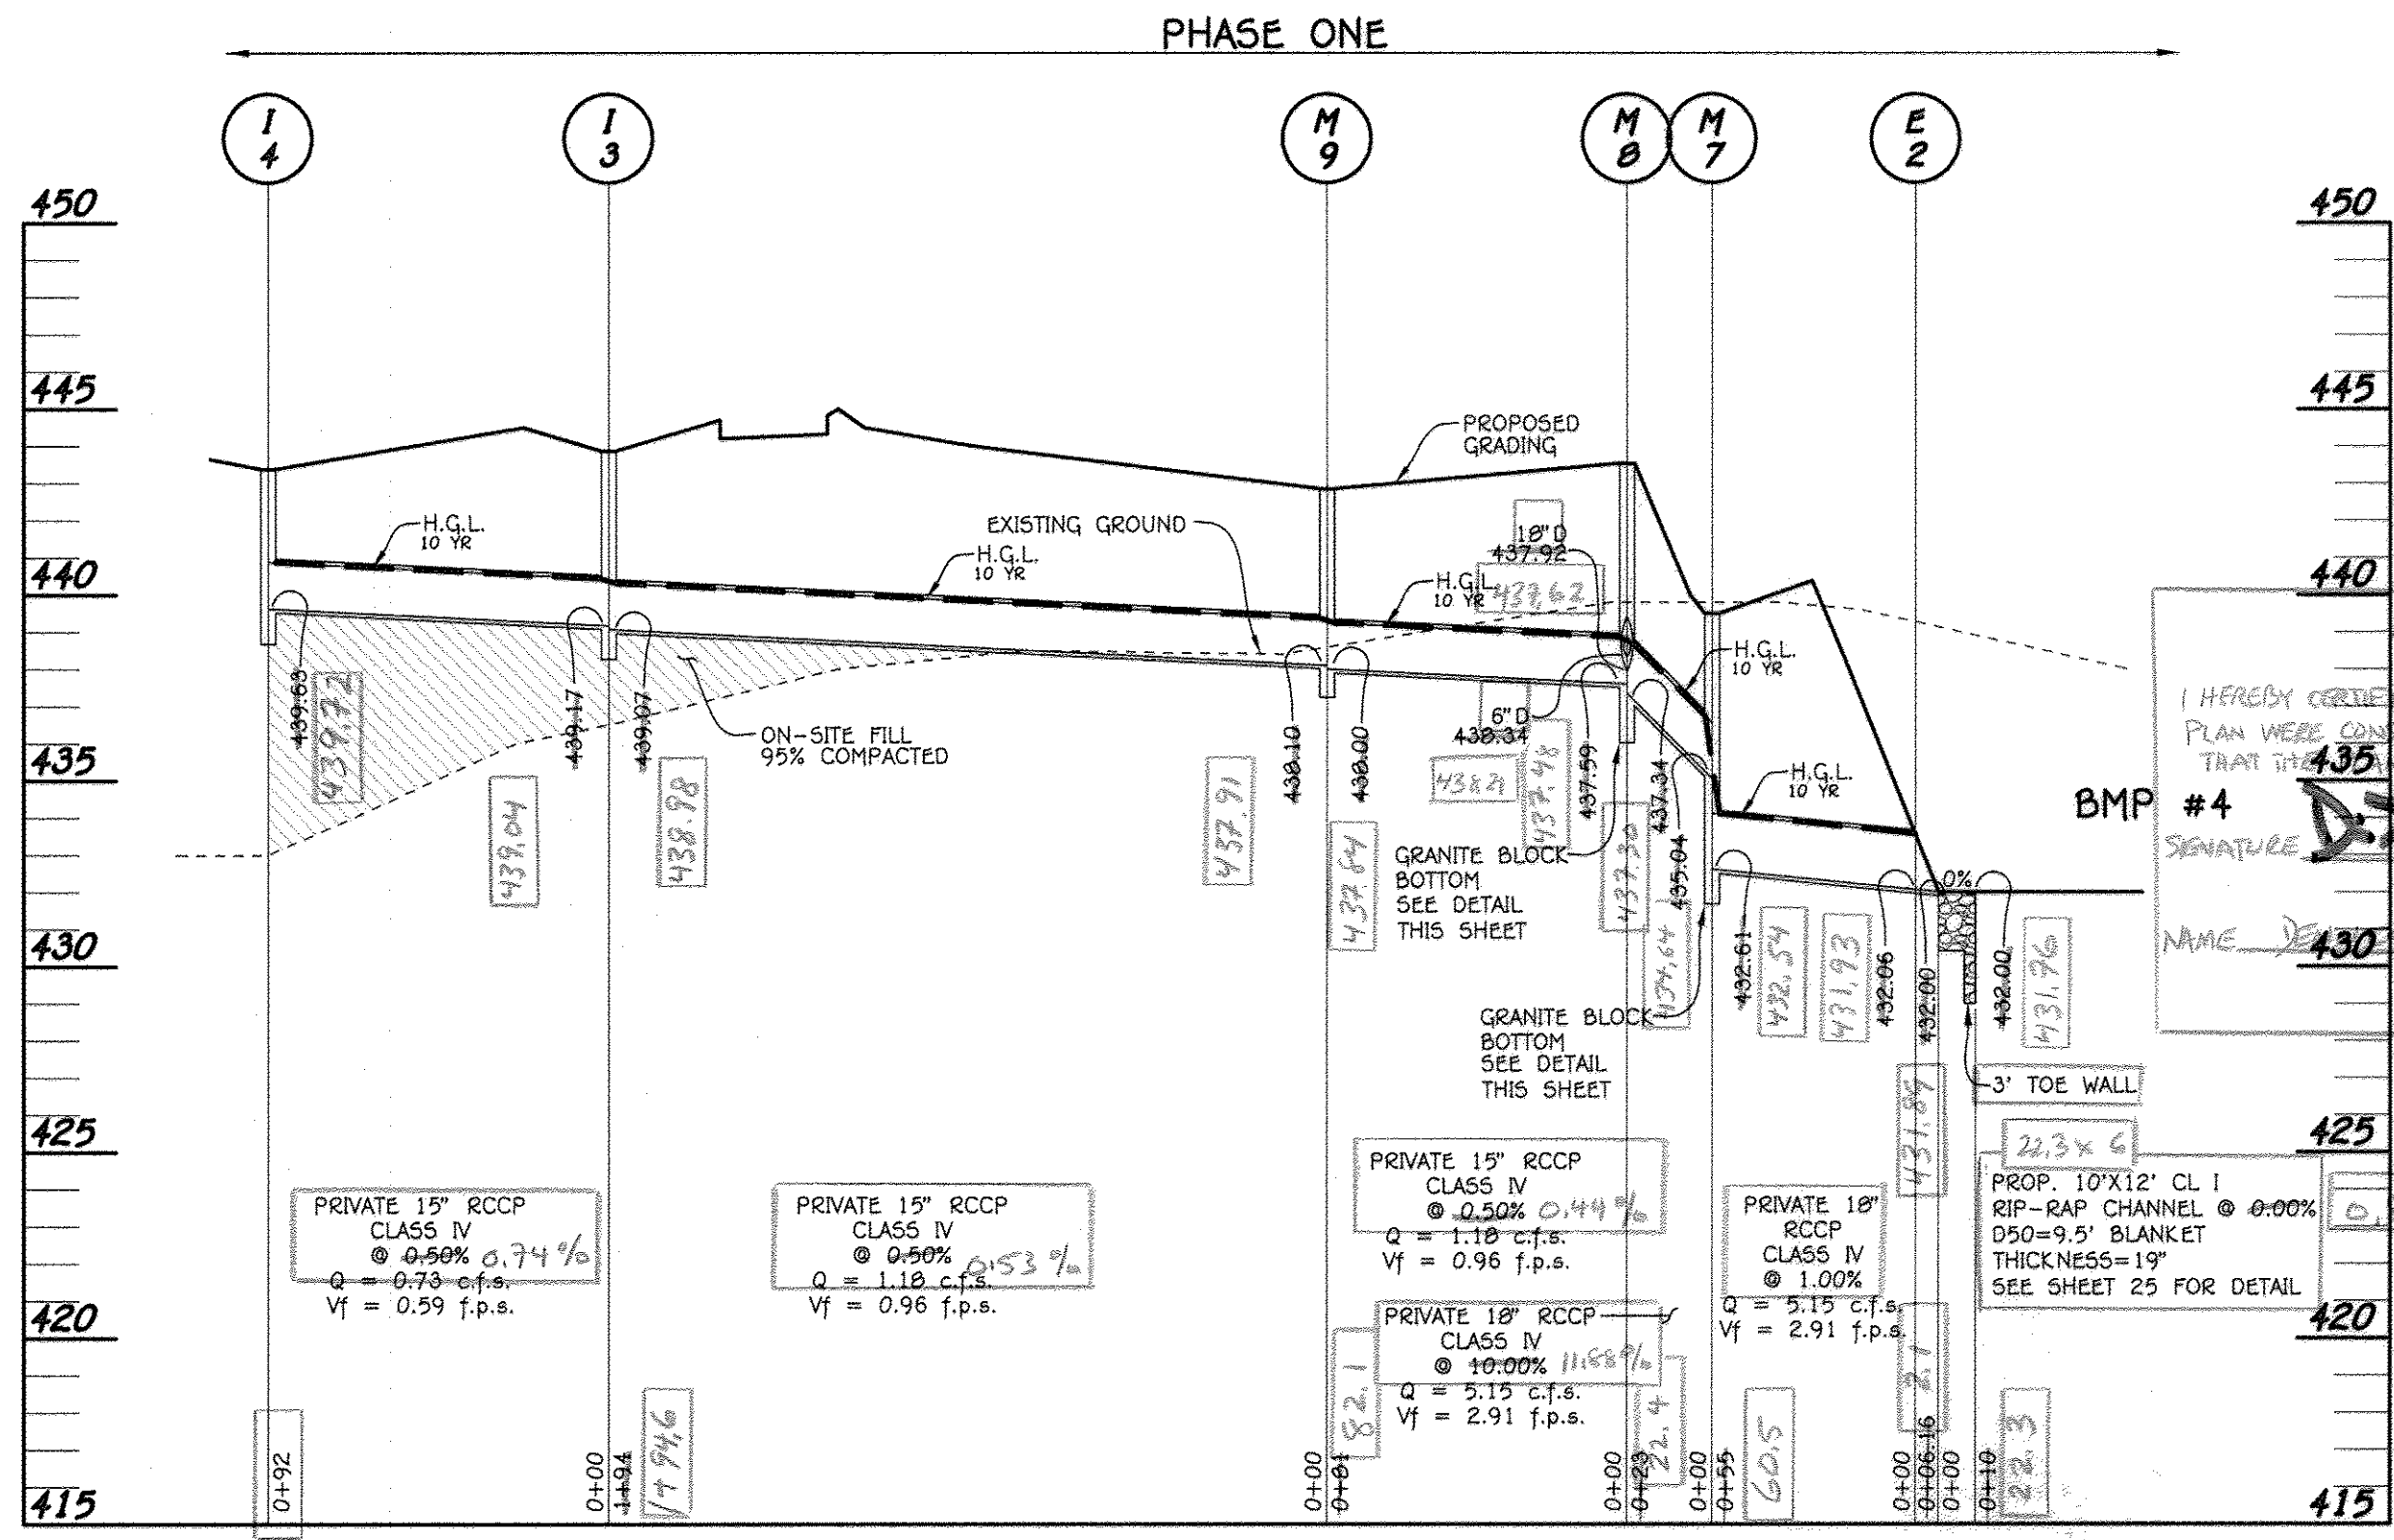 PHASE ONE
I 4
I 3
M 9
M 8
M 7
E 2
450
445
440
435
430
425
420
415
450
445
440
435
430
425
420
415
PROPOSED
GRADING
H.G.L.
10 YR
EXISTING GROUND
H.G.L.
10 YR
H.G.L.
10 YR
18"D
437.92
437.62
H.G.L.
10 YR
H.G.L.
10 YR
ON-SITE FILL
95% COMPACTED
6"D
438.34
439.63
439.72
439.17
439.04
439.07
438.98
437.91
438.10
438.00
437.84
437.48
437.59
437.34
437.30
435.04
434.64
432.61
432.54
431.93
432.06
432.00
431.87
0%
432.00
431.76
GRANITE BLOCK
BOTTOM
SEE DETAIL
THIS SHEET
GRANITE BLOCK
BOTTOM
SEE DETAIL
THIS SHEET
I HEREBY
PLAN WERE
THAT
BMP #4
SIGNATURE
NAME
3' TOE WALL
22.3 x 6
PROP. 10'X12' CL I
RIP-RAP CHANNEL @ 0.00%
D50=9.5' BLANKET
THICKNESS=19"
SEE SHEET 25 FOR DETAIL
PRIVATE 15" RCCP
CLASS IV
@ 0.50% 0.74%
Q = 0.73 c.f.s.
Vf = 0.59 f.p.s.
PRIVATE 15" RCCP
CLASS IV
@ 0.50% 0.53%
Q = 1.18 c.f.s.
Vf = 0.96 f.p.s.
PRIVATE 15" RCCP
CLASS IV
@ 0.50% 0.44%
Q = 1.18 c.f.s.
Vf = 0.96 f.p.s.
PRIVATE 18" RCCP
CLASS IV
@ 10.00% 11.88%
Q = 5.15 c.f.s.
Vf = 2.91 f.p.s.
PRIVATE 18"
RCCP
CLASS IV
@ 1.00%
Q = 5.15 c.f.s.
Vf = 2.91 f.p.s.
0+92
0+00
1+94
1+94.6
0+00
0+81
82.1
0+00
0+23
22.4
0+00
0+55
60.5
0+00
0+06.16
2.1
0+00
0+10
22.3